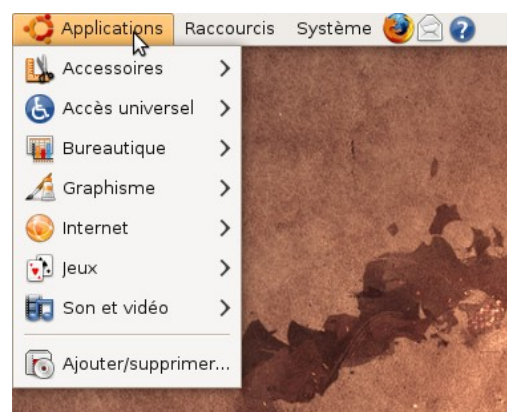 Applications Raccourcis Système
Accessoires
Accès universel
Bureautique
Graphisme
Internet
Jeux
Son et vidéo
Ajouter/supprimer...